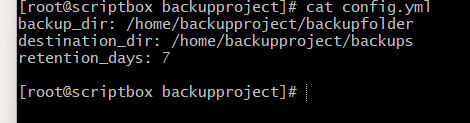 [root@scriptbox backupproject]# cat config.yml
backup_dir: /home/backupproject/backupfolder
destination_dir: /home/backupproject/backups
retention_days: 7
[root@scriptbox backupproject]#